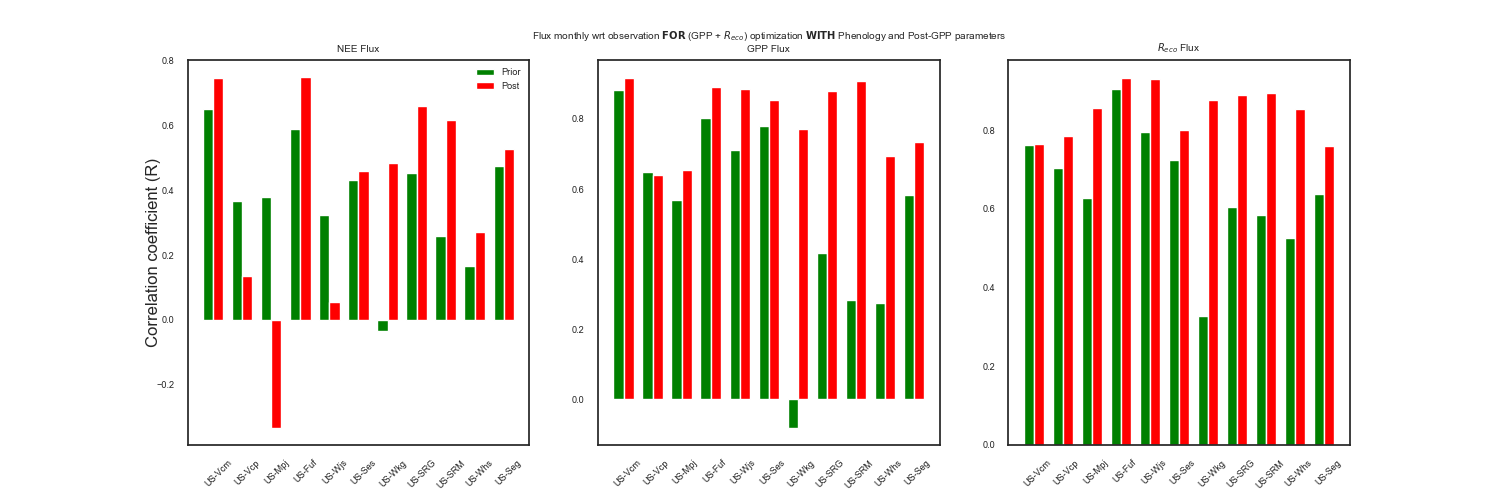 Flux monthly wrt observation FOR (GPP + Reco) optimization WITH Phenology and Post-GPP parameters
NEE Flux
GPP Flux
Reco Flux
Correlation coefficient (R)
0.8
0.6
0.4
0.2
0.0
−0.2
Prior
Post
US-Vcm
US-Vcp
US-Mpj
US-Fuf
US-Wjs
US-Ses
US-Wkg
US-SRG
US-SRM
US-Whs
US-Seg
0.8
0.6
0.4
0.2
0.0
US-Vcm
US-Vcp
US-Mpj
US-Fuf
US-Wjs
US-Ses
US-Wkg
US-SRG
US-SRM
US-Whs
US-Seg
0.8
0.6
0.4
0.2
0.0
US-Vcm
US-Vcp
US-Mpj
US-Fuf
US-Wjs
US-Ses
US-Wkg
US-SRG
US-SRM
US-Whs
US-Seg